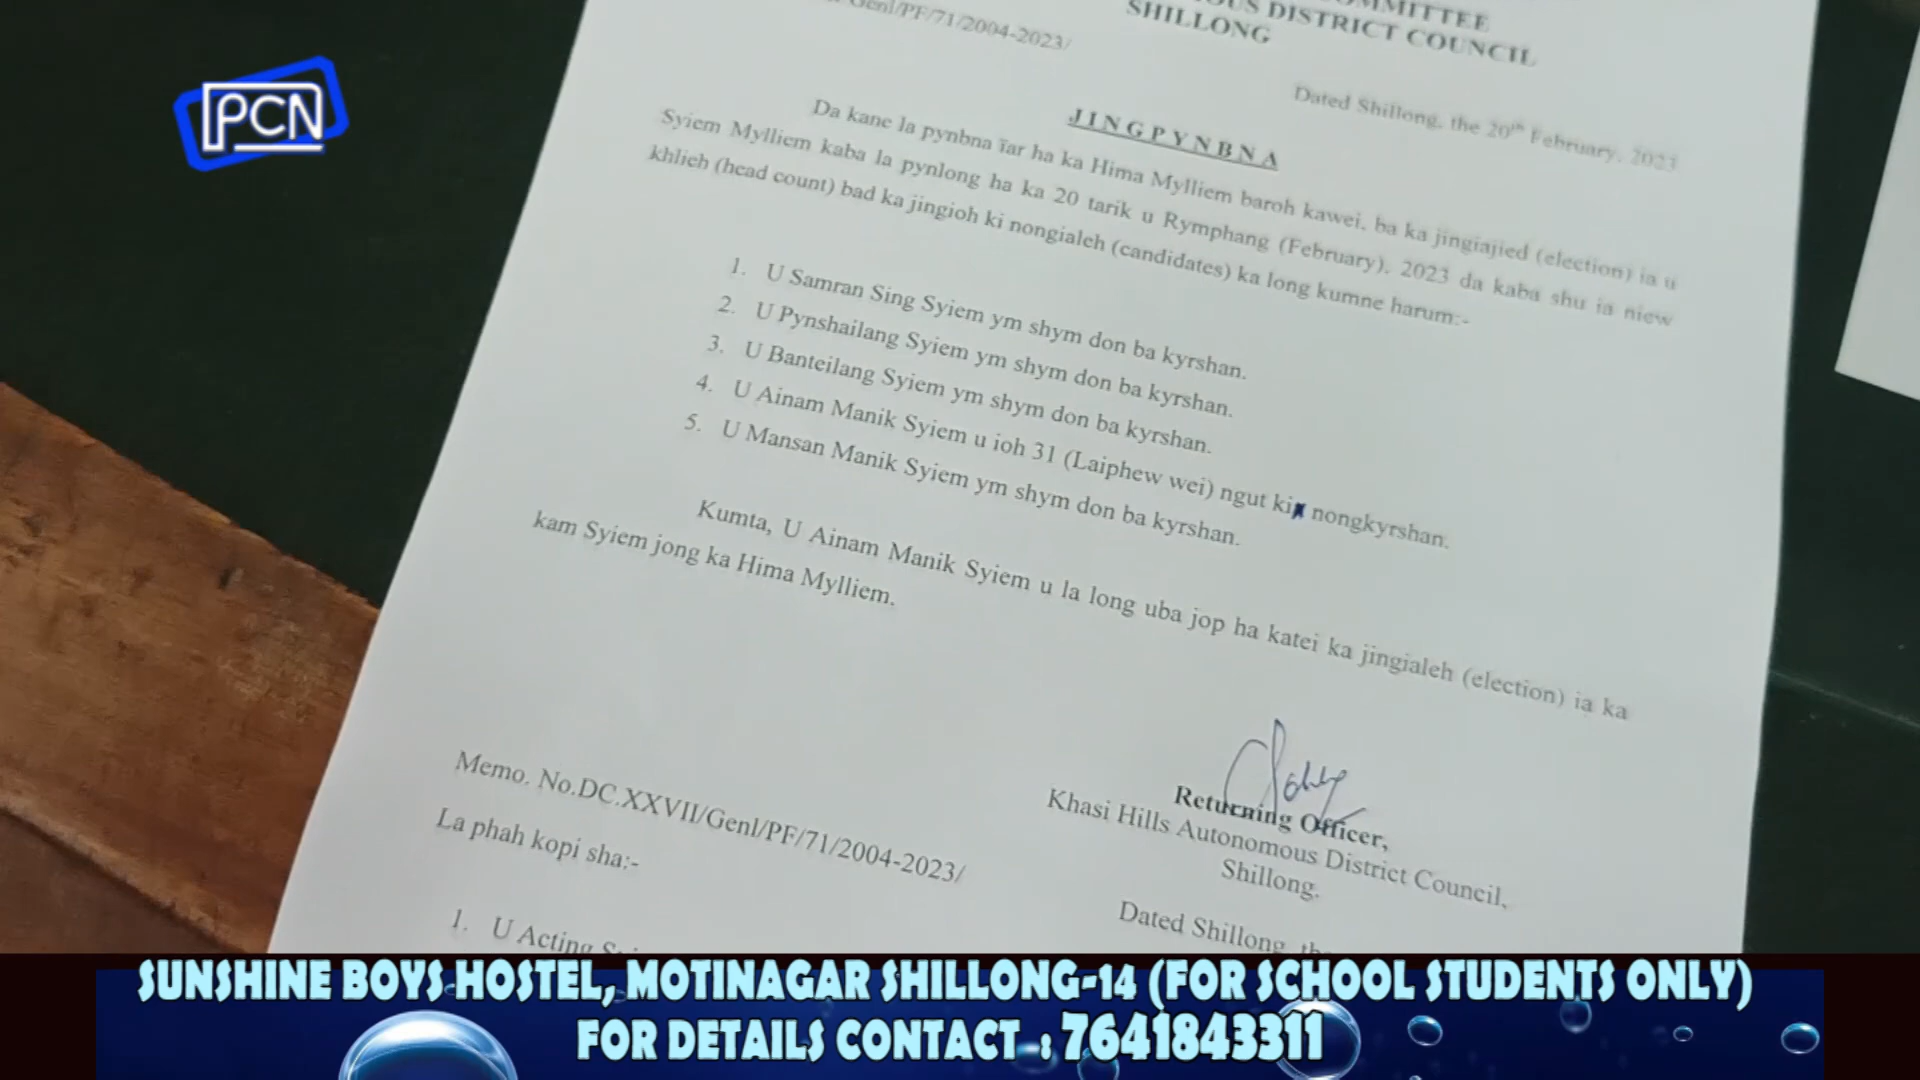 COMMITTEE
DISTRICT COUNCIL
SHILLONG
Genl/PF/71/2004-2023/
Dated Shillong, the 20th February, 2023
JINGPYNBNA
Da kane la pynbna ïar ha ka Hima Mylliem baroh kawei, ba ka jingiajied (election) ia u
Syiem Mylliem kaba la pynlong ha ka 20 tarik u Rymphang (February), 2023 da kaba shu ia niew
khlieh (head count) bad ka jingioh ki nongialeh (candidates) ka long kumne harum:-
1. U Samran Sing Syiem ym shym don ba kyrshan.
2. U Pynshailang Syiem ym shym don ba kyrshan.
3. U Banteilang Syiem ym shym don ba kyrshan.
4. U Ainam Manik Syiem u ioh 31 (Laiphew wei) ngut ki nongkyrshan.
5. U Mansan Manik Syiem ym shym don ba kyrshan.
Kumta, U Ainam Manik Syiem u la long uba jop ha katei ka jingialeh (election) ia ka
kam Syiem jong ka Hima Mylliem.
Returning Officer,
Khasi Hills Autonomous District Council,
Shillong.
Memo. No.DC.XXVII/Genl/PF/71/2004-2023/
Dated Shillong, the
La phah kopi sha:-
1. U Acting
PCN
SUNSHINE BOYS HOSTEL, MOTINAGAR SHILLONG-14 (FOR SCHOOL STUDENTS ONLY)
FOR DETAILS CONTACT : 7641843311